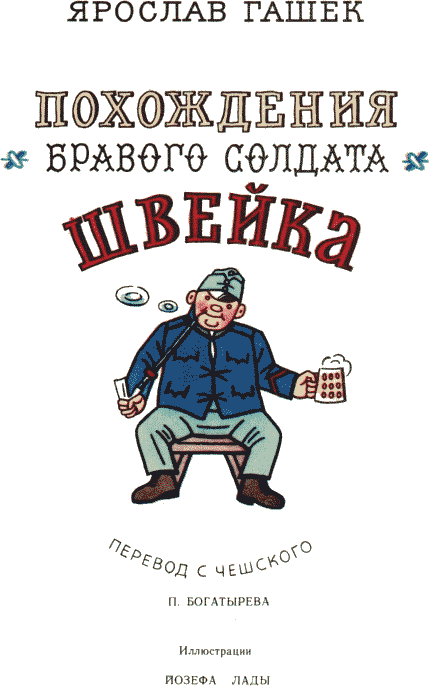 ЯРОСЛАВ ГАШЕК
ПОХОЖДЕНИЯ
БРАВОГО СОЛДАТА
ШВЕЙКА
ПЕРЕВОД С ЧЕШСКОГО
П. БОГАТЫРЕВА
Иллюстрации
ЙОЗЕФА ЛАДЫ